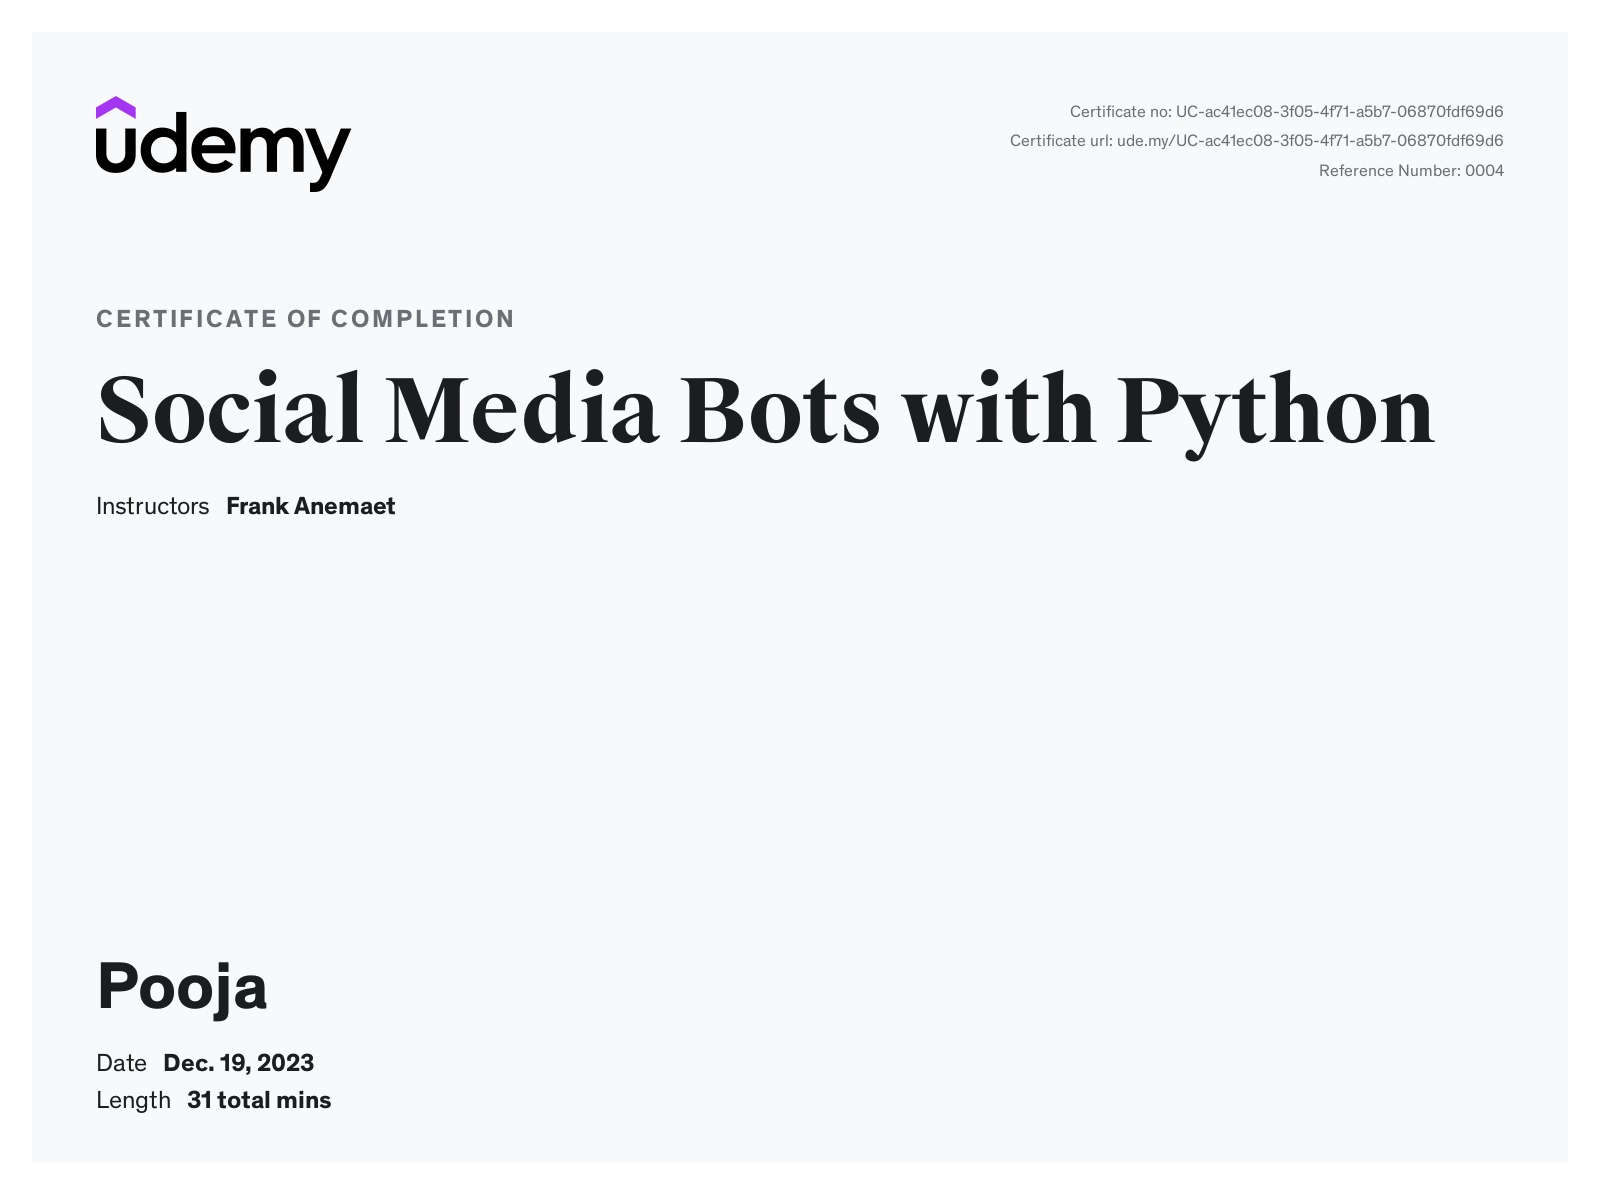 udemy
Certificate no: UC-ac41ec08-3f05-4f71-a5b7-06870fdf69d6
Certificate url: ude.my/UC-ac41ec08-3f05-4f71-a5b7-06870fdf69d6
Reference Number: 0004
CERTIFICATE OF COMPLETION
Social Media Bots with Python
Instructors Frank Anemaet
Pooja
Date Dec. 19, 2023
Length 31 total mins